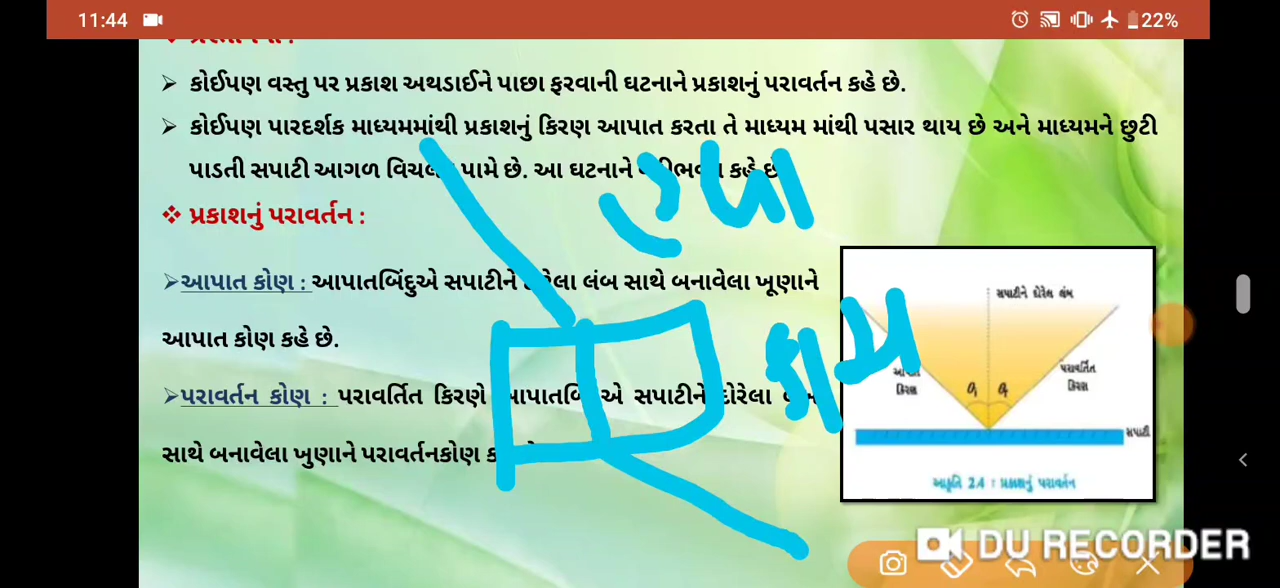 11:44
22%
➢ કોઈપણ વસ્તુ પર પ્રકાશ અથડાઈને પાછા ફરવાની ઘટનાને પ્રકાશનું પરાવર્તન કહે છે.
➢ કોઈપણ પારદર્શક માધ્યમમાંથી પ્રકાશનું કિરણ આપાત કરતા તે માધ્યમ માંથી પસાર થાય છે અને માધ્યમને છુટી
પાડતી સપાટી આગળ પામે છે. આ ઘટનાને કહે છે
❖ પ્રકાશનું પરાવર્તન :
હવા
➢આપાત કોણ : આપાતબિંદુએ સપાટીને દોરેલા લંબ સાથે બનાવેલા ખૂણાને
આપાત કોણ કહે છે.
કાચ
➢પરાવર્તન કોણ : પરાવર્તિત કિરણે સપાટીને દોરેલા
સાથે બનાવેલા ખુણાને પરાવર્તનકોણ
સપાટીને દોરેલ લંબ
કિરણ
પરાવર્તિત
કિરણ
સપાટી
આકૃતિ 2.4 : પ્રકાશનું પરાવર્તન
DU RECORDER